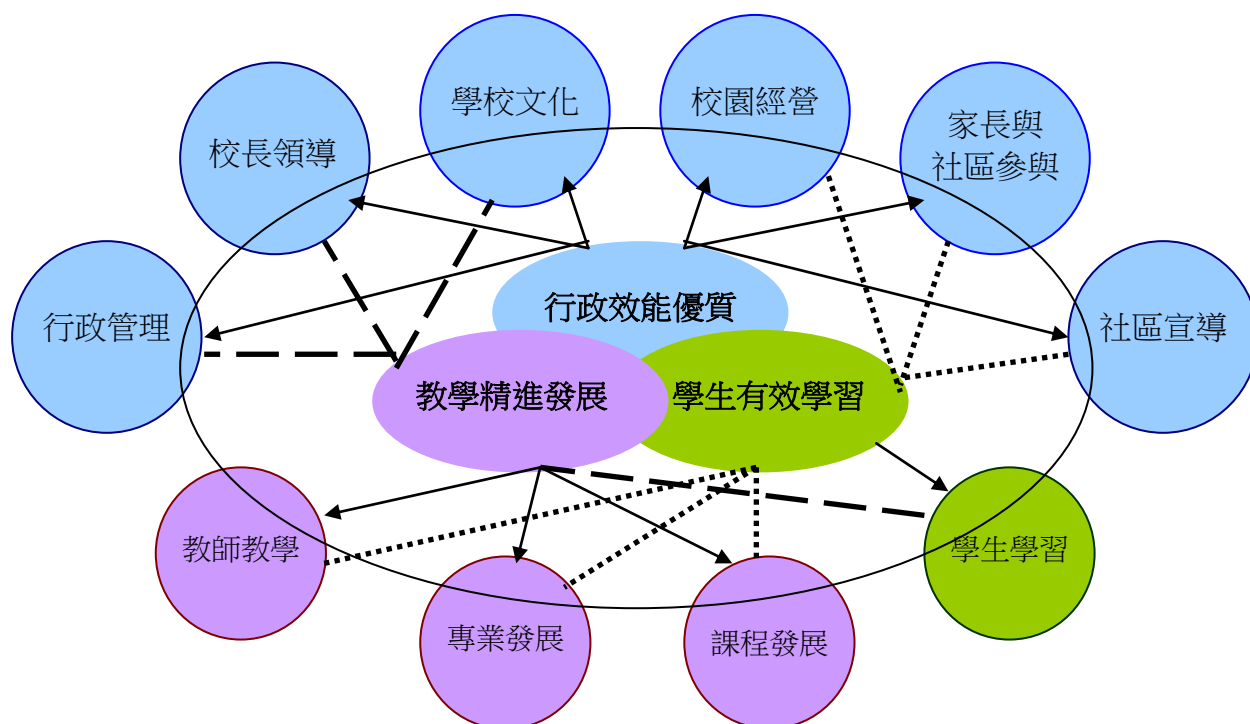 學校文化
校園經營
校長領導
家長與
社區參與
行政管理
行政效能優質
社區宣導
教學精進發展
學生有效學習
教師教學
學生學習
專業發展
課程發展